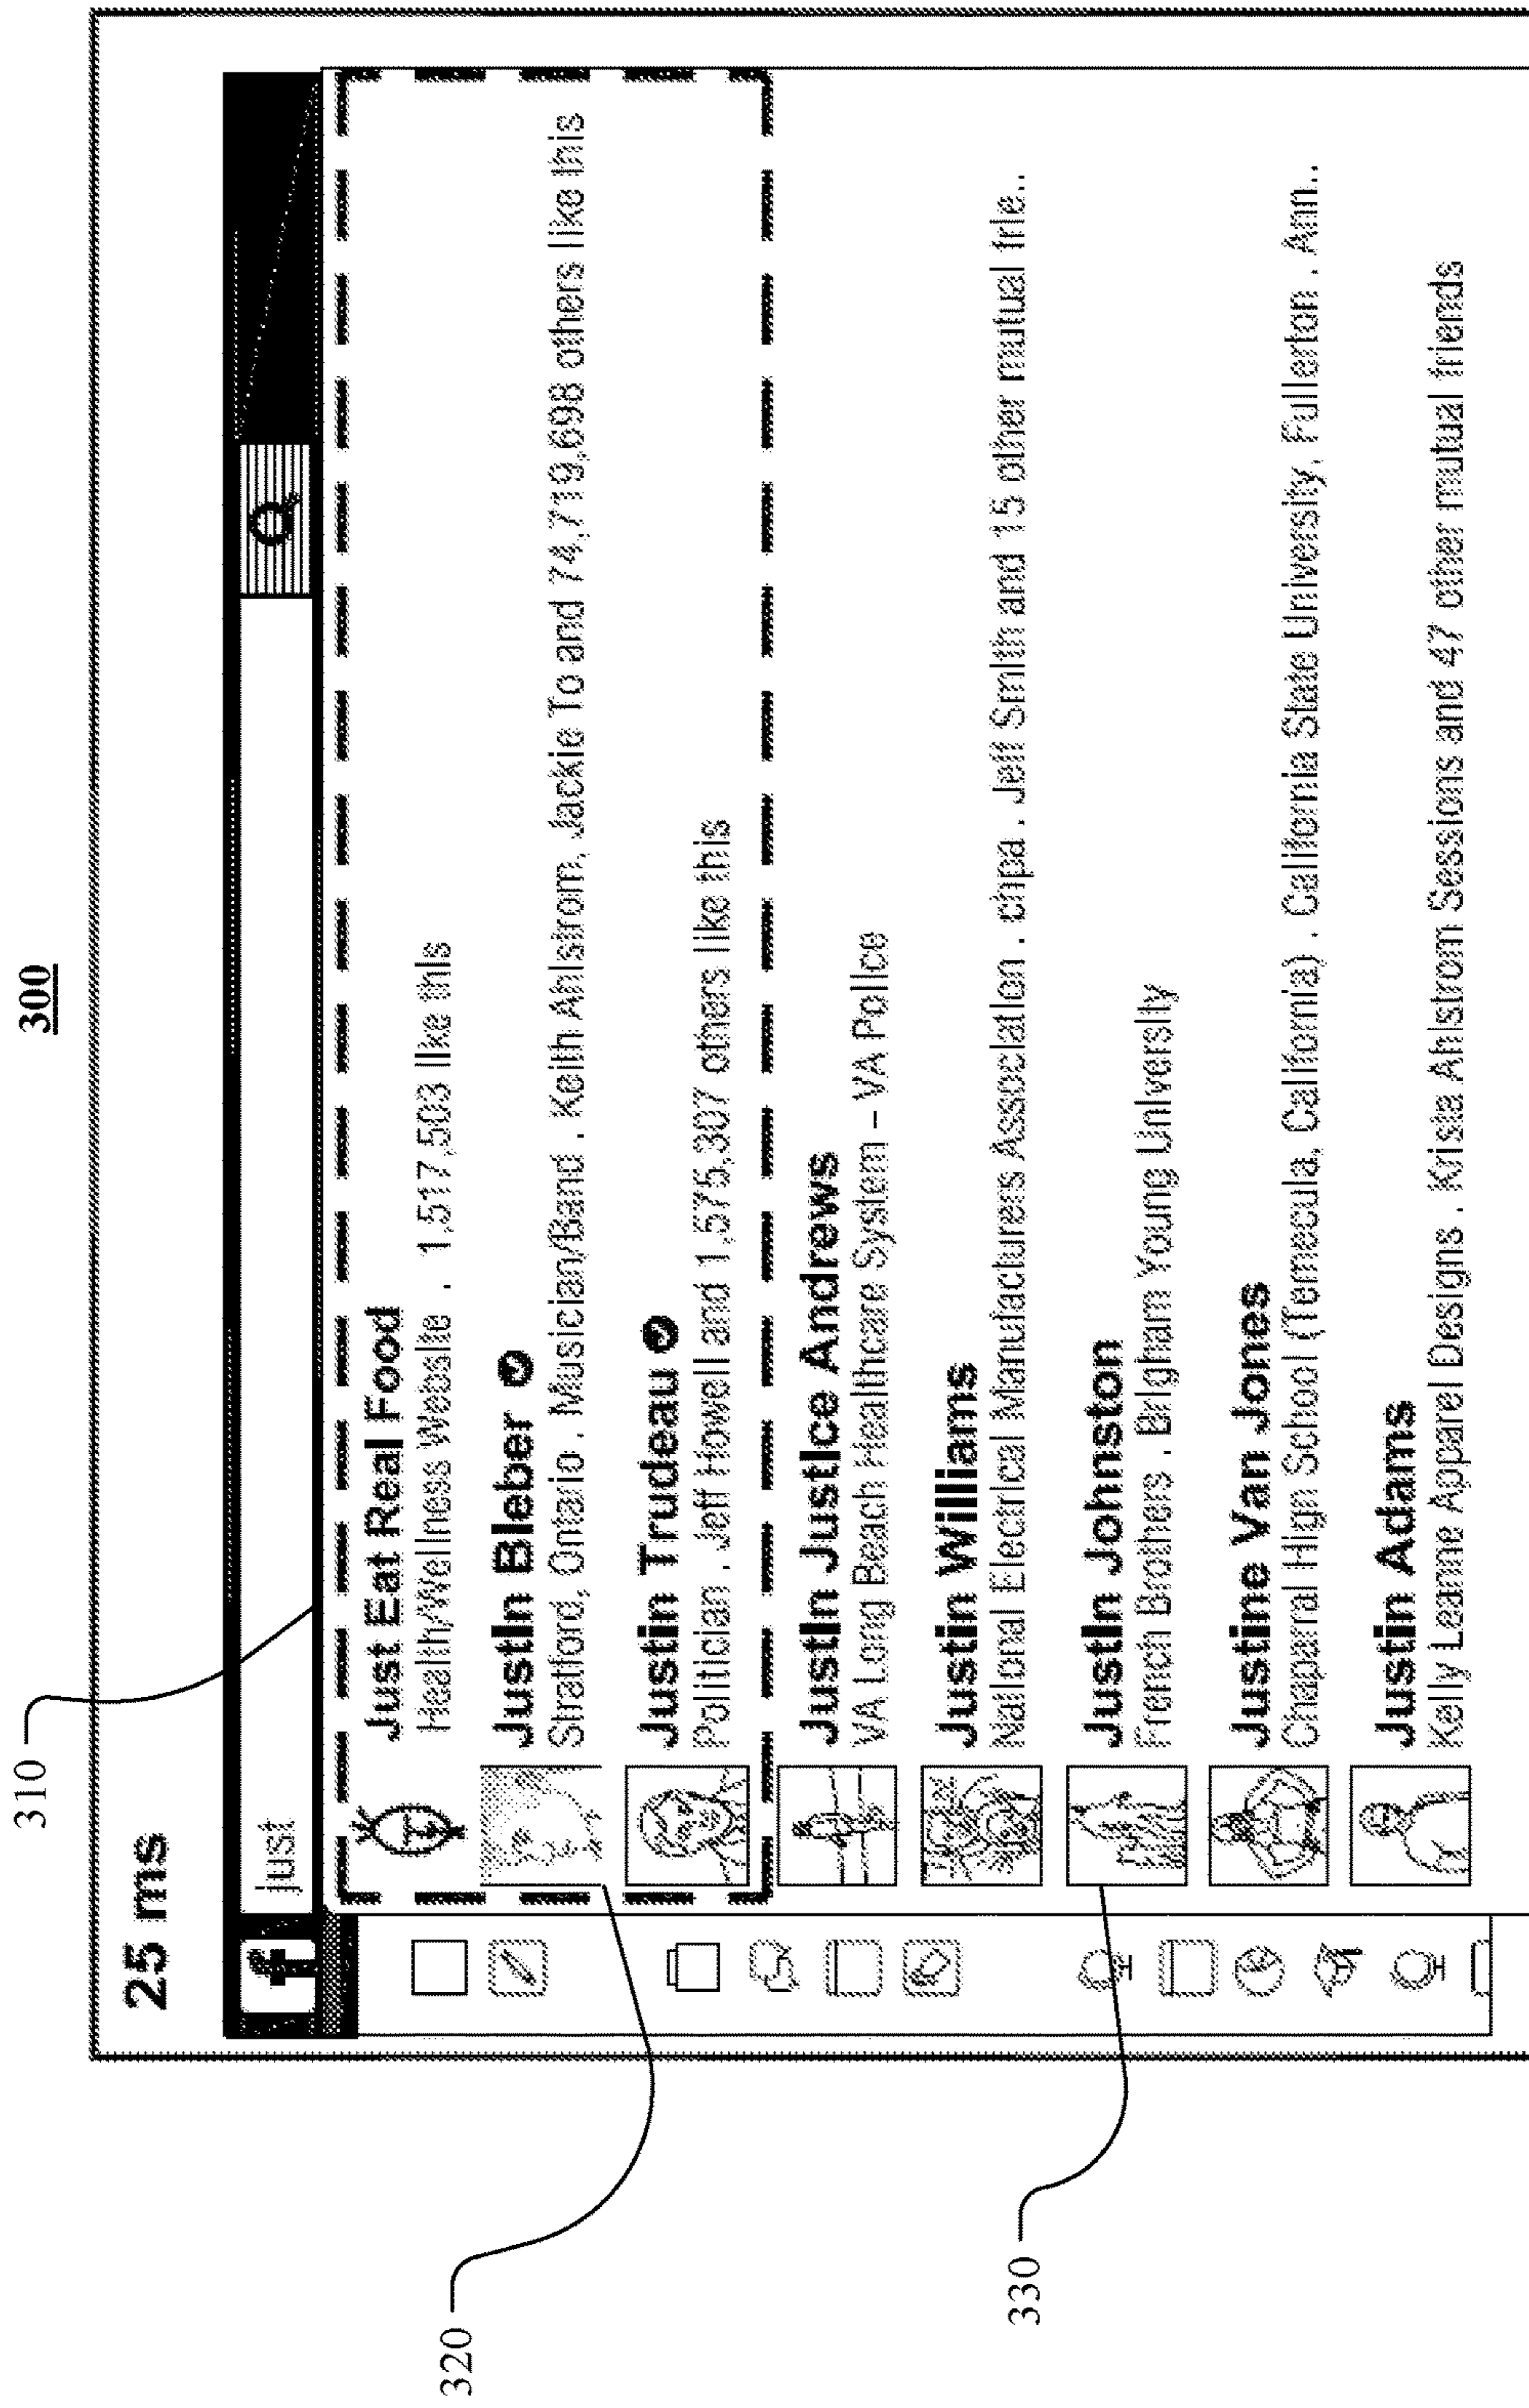 300
310
25 ms
f
just
Just Eat Real Food
Health/Wellness Website . 1,517,503 like this
Justin Bieber
Stratford, Ontario . Musician/Band . Keith Ahlstrom, Jackie To and 74,719,698 others like this
Justin Trudeau
Politician . Jeff Howell and 1,575,307 others like this
Justin Justice Andrews
VA Long Beach Healthcare System – VA Police
Justin Williams
National Electrical Manufacturers Association . chpa . Jeff Smith and 15 other mutual frie..
Justin Johnston
French Brothers . Brigham Young University
Justine Van Jones
Chaparral High School (Temecula, California) . California State University, Fullerton . Ann..
Justin Adams
Kelly Leanne Apparel Designs . Krista Ahlstrom Sessions and 47 other mutual friends
320
330